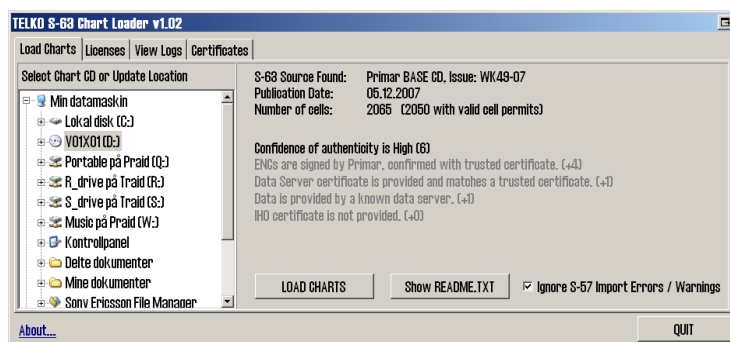 TELKO S-63 Chart Loader v1.02
Load Charts Licenses View Logs Certificates
Select Chart CD or Update Location
Min datamaskin
Lokal disk (C:)
V01X01 (D:)
Portable på Praid (Q:)
R_drive på Traid (R:)
S_drive på Traid (S:)
Music på Praid (W:)
Kontrollpanel
Delte dokumenter
Mine dokumenter
Sony Ericsson File Manager
S-63 Source Found: Primar BASE CD, Issue: WK49-07
Publication Date: 05.12.2007
Number of cells: 2065 (2050 with valid cell permits)
Confidence of authenticity is High (6)
ENCs are signed by Primar, confirmed with trusted certificate. (+4)
Data Server certificate is provided and matches a trusted certificate. (+1)
Data is provided by a known data server. (+1)
IHO certificate is not provided. (+0)
LOAD CHARTS Show README.TXT Ignore S-57 Import Errors / Warnings
About... QUIT